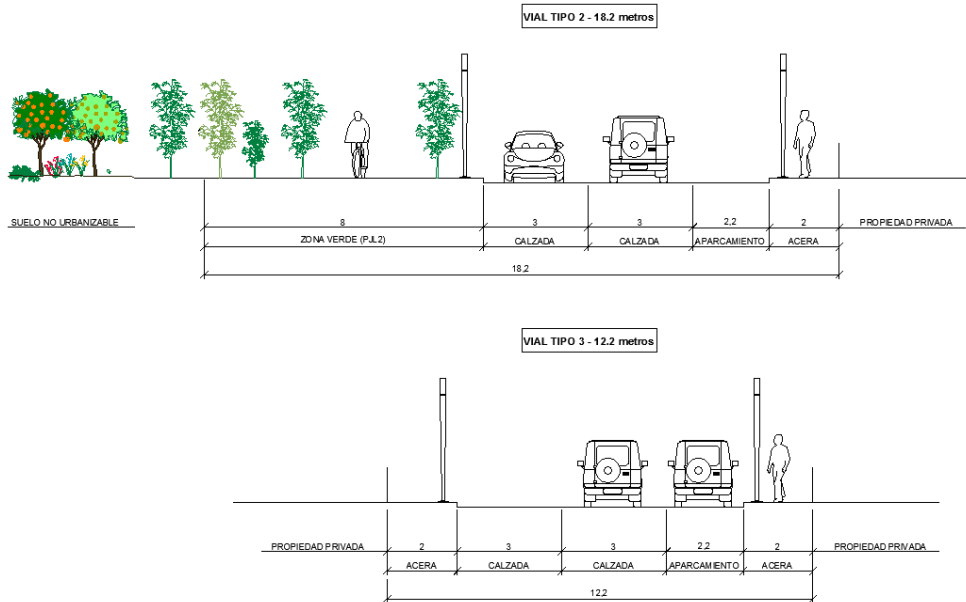 VIAL TIPO 2 - 18.2 metros
SUELO NO URBANIZABLE 8 3 3 2,2 2 PROPIEDAD PRIVADA
ZONA VERDE (PJL2) CALZADA CALZADA APARCAMIENTO ACERA
18,2
VIAL TIPO 3 - 12.2 metros
PROPIEDAD PRIVADA 2 3 3 2,2 2 PROPIEDAD PRIVADA
ACERA CALZADA CALZADA APARCAMIENTO ACERA
12,2